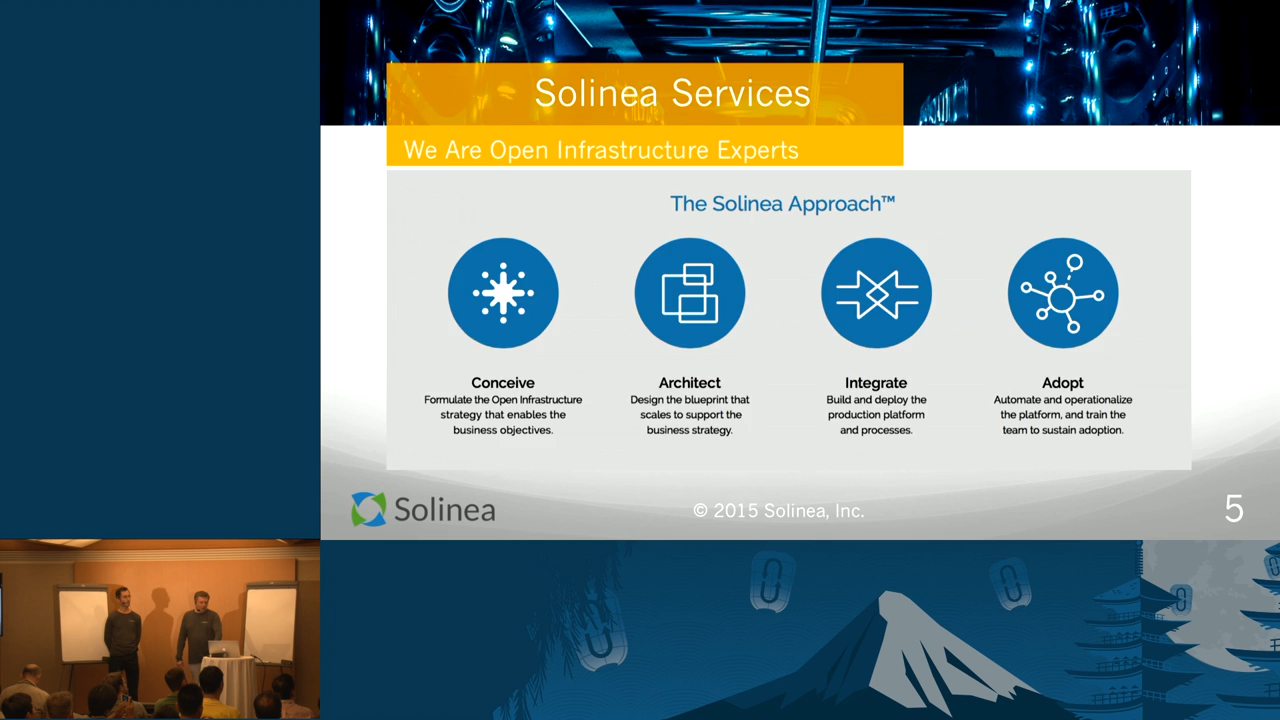 Solinea Services
We Are Open Infrastructure Experts
The Solinea Approach™
Conceive
Formulate the Open Infrastructure
strategy that enables the
business objectives.
Architect
Design the blueprint that
scales to support the
business strategy.
Integrate
Build and deploy the
production platform
and processes.
Adopt
Automate and operationalize
the platform, and train the
team to sustain adoption.
Solinea
© 2015 Solinea, Inc.
5